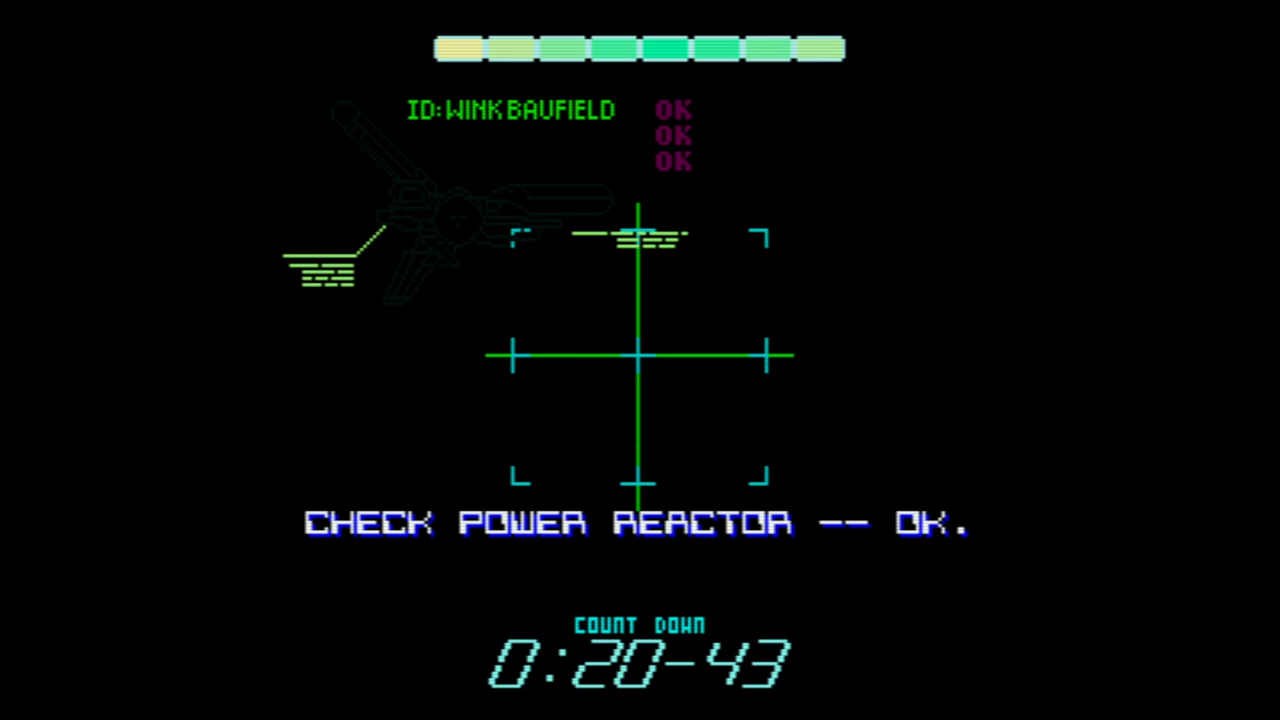 ID:WINK BAUFIELD OK
OK
OK
CHECK POWER REACTOR -- OK.
COUNT DOWN
0:20-43